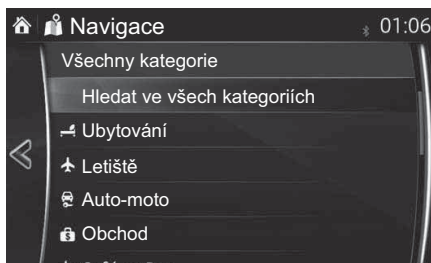 Navigace
01:06
Všechny kategorie
Hledat ve všech kategoriích
Ubytování
Letiště
Auto-moto
Obchod